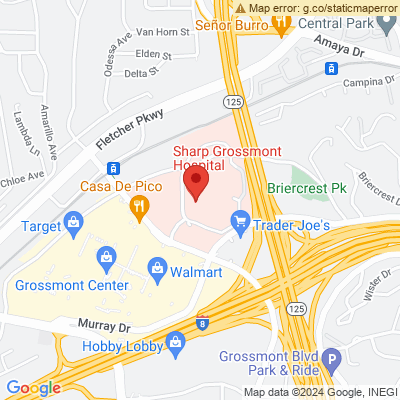 Map error: g.co/staticmaperror
Van Horn St
Señor Burro
Central Park
Odessa Ave
Elden St
Amaya Dr
Delta St
Campina Dr
125
Lambda Ln
Amarillo Ave
Fletcher Pkwy
Sharp Grossmont
Hospital
Chloe Ave
Casa De Pico
Briercrest Pk
Briercrest Dr
Target
Trader Joe's
Walmart
Grossmont Center
Wister Dr
125
Murray Dr
8
Hobby Lobby
Grossmont Blvd
Park & Ride
P
Google
Map data ©2024 Google, INEGI